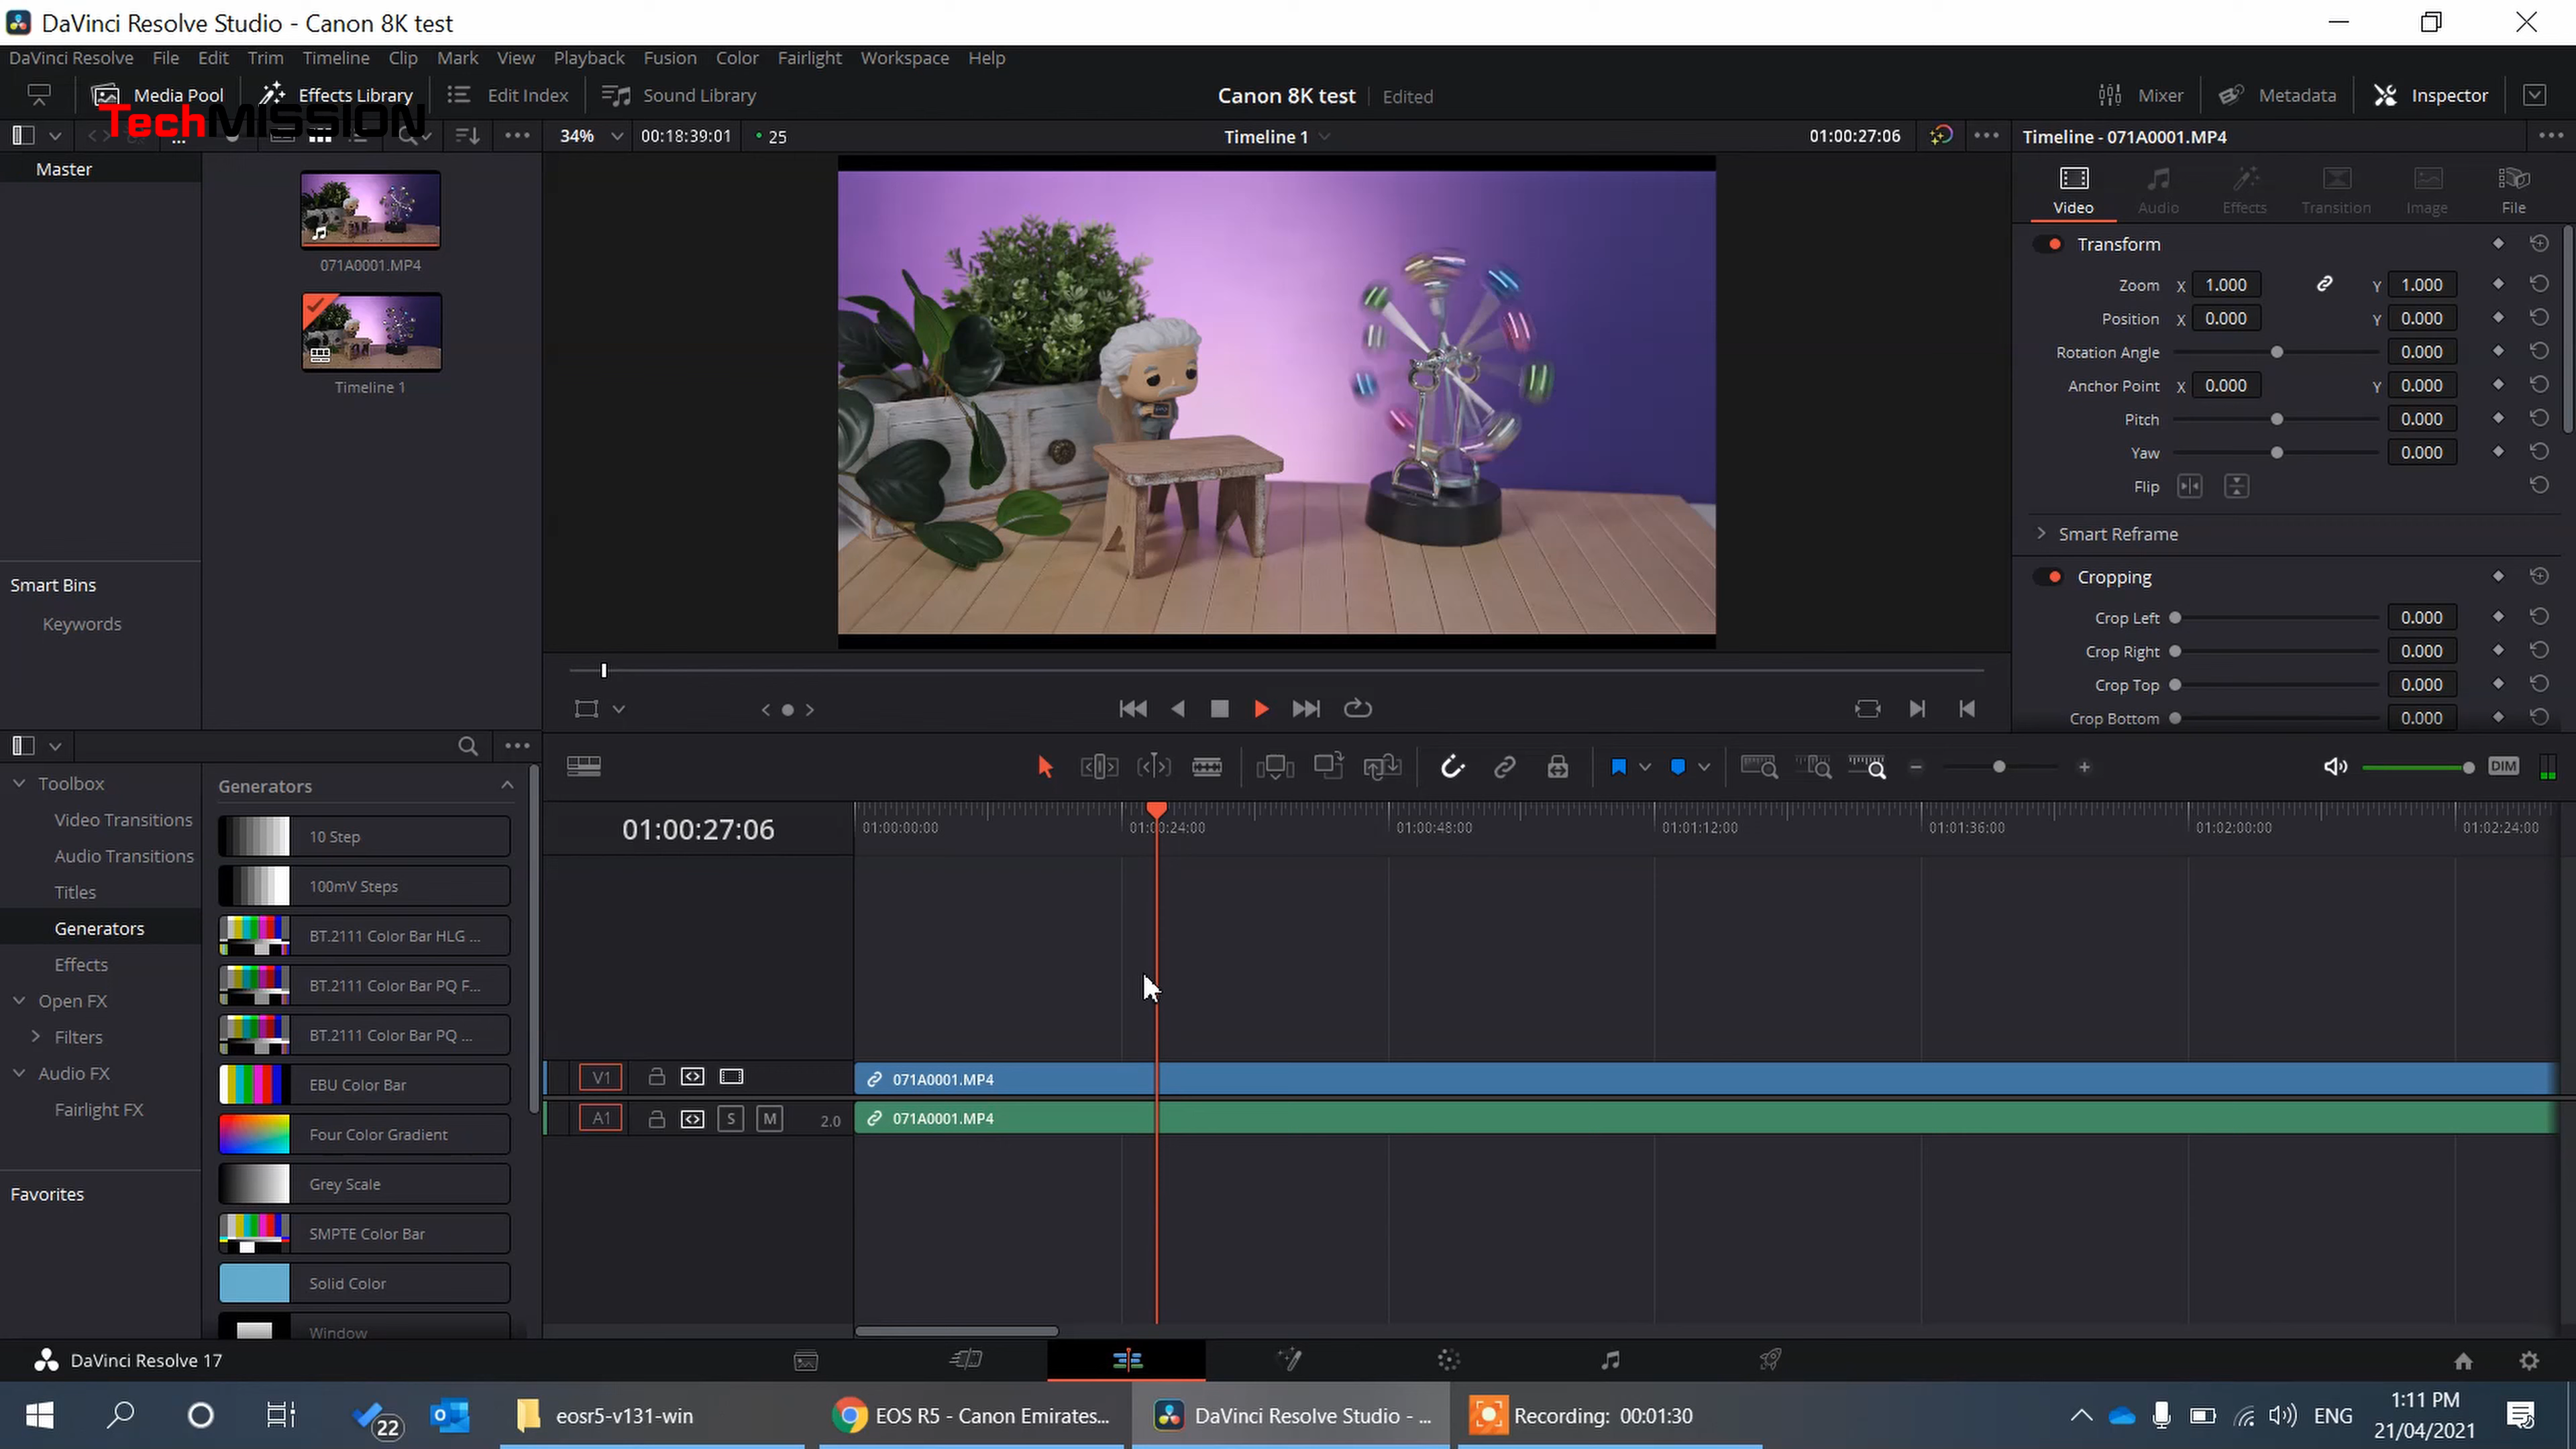 DaVinci Resolve Studio - Canon 8K test
DaVinci Resolve File Edit Trim Timeline Clip Mark View Playback Fusion Color Fairlight Workspace Help
Media Pool Effects Library Edit Index Sound Library Canon 8K test Edited Mixer Metadata Inspector
TechMISSION
34% 00:18:39:01 25 Timeline 1 01:00:27:06 Timeline - 071A0001.MP4
Master
071A0001.MP4
Timeline 1
Smart Bins
Keywords
Video Audio Effects Transition Image File
Transform
Zoom X 1.000 Y 1.000
Position X 0.000 Y 0.000
Rotation Angle 0.000
Anchor Point X 0.000 Y 0.000
Pitch 0.000
Yaw 0.000
Flip
Smart Reframe
Cropping
Crop Left 0.000
Crop Right 0.000
Crop Top 0.000
Crop Bottom 0.000
DIM
Toolbox
Video Transitions
Audio Transitions
Titles
Generators
Effects
Open FX
Filters
Audio FX
Fairlight FX
Favorites
Generators
10 Step
100mV Steps
BT.2111 Color Bar HLG ...
BT.2111 Color Bar PQ F...
BT.2111 Color Bar PQ ...
EBU Color Bar
Four Color Gradient
Grey Scale
SMPTE Color Bar
Solid Color
Window
01:00:27:06
01:00:00:00 01:00:24:00 01:00:48:00 01:01:12:00 01:01:36:00 01:02:00:00 01:02:24:00
V1 071A0001.MP4
A1 S M 2.0 071A0001.MP4
DaVinci Resolve 17
22 eosr5-v131-win EOS R5 - Canon Emirates... DaVinci Resolve Studio - ... Recording: 00:01:30 ENG
1:11 PM
21/04/2021